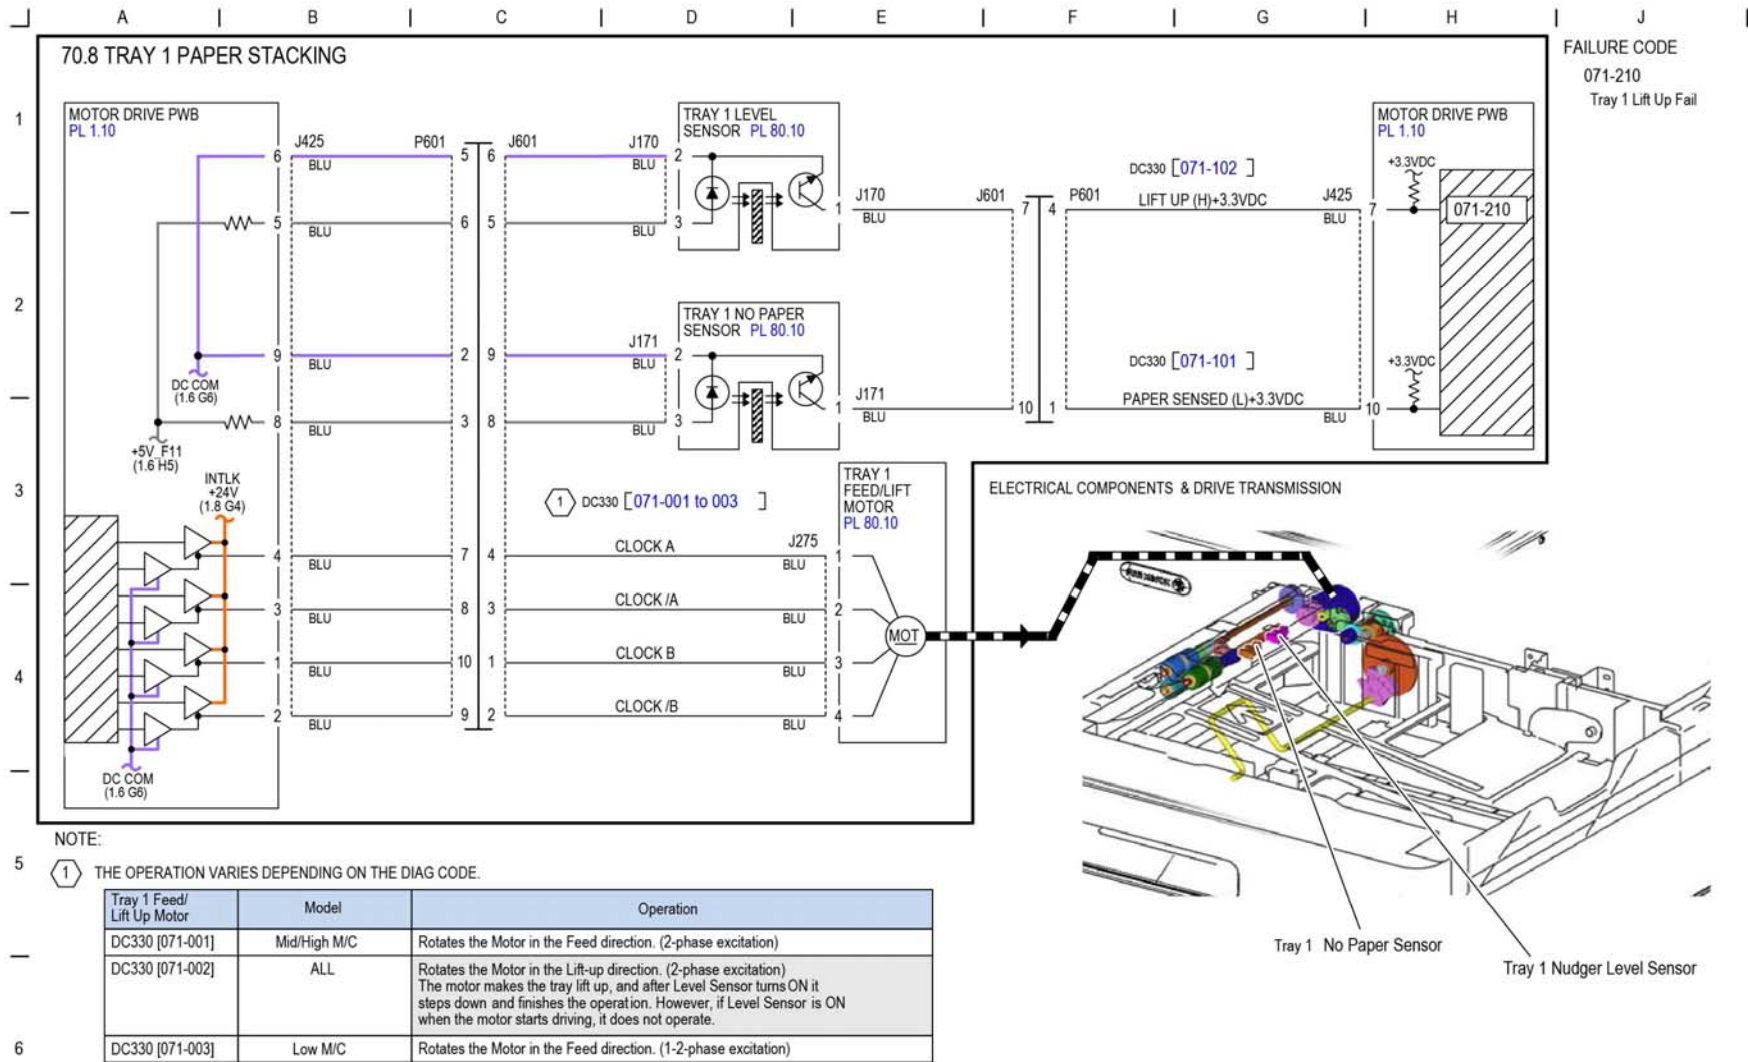 A B C D E F G H J
70.8 TRAY 1 PAPER STACKING
FAILURE CODE
071-210
Tray 1 Lift Up Fail
1
2
3
4
5
6
MOTOR DRIVE PWB
PL 1.10
6
5
9
8
DC COM
(1.6 G6)
+5V_F11
(1.6 H5)
INTLK
+24V
(1.8 G4)
4
3
1
2
DC COM
(1.6 G6)
J425
BLU
BLU
BLU
BLU
BLU
BLU
BLU
BLU
P601
5
6
2
3
7
8
10
9
J601
6
5
9
8
4
3
1
2
J170
BLU
BLU
J171
BLU
BLU
TRAY 1 LEVEL
SENSOR PL 80.10
2
3
1
TRAY 1 NO PAPER
SENSOR PL 80.10
2
3
1
J170
BLU
J171
BLU
J601
7
10
P601
4
1
DC330 [071-102 ]
LIFT UP (H)+3.3VDC
J425
BLU
DC330 [071-101 ]
PAPER SENSED (L)+3.3VDC
BLU
MOTOR DRIVE PWB
PL 1.10
+3.3VDC
7
071-210
+3.3VDC
10
1 DC330 [071-001 to 003 ]
CLOCK A
CLOCK /A
CLOCK B
CLOCK /B
J275
BLU
BLU
BLU
BLU
TRAY 1
FEED/LIFT
MOTOR
PL 80.10
1
2
3
4
MOT
ELECTRICAL COMPONENTS & DRIVE TRANSMISSION
Tray 1 No Paper Sensor
Tray 1 Nudger Level Sensor
NOTE:
1 THE OPERATION VARIES DEPENDING ON THE DIAG CODE.
Tray 1 Feed/
Lift Up Motor
Model
Operation
DC330 [071-001]
Mid/High M/C
Rotates the Motor in the Feed direction. (2-phase excitation)
DC330 [071-002]
ALL
Rotates the Motor in the Lift-up direction. (2-phase excitation)
The motor makes the tray lift up, and after Level Sensor turns ON it
steps down and finishes the operation. However, if Level Sensor is ON
when the motor starts driving, it does not operate.
DC330 [071-003]
Low M/C
Rotates the Motor in the Feed direction. (1-2-phase excitation)